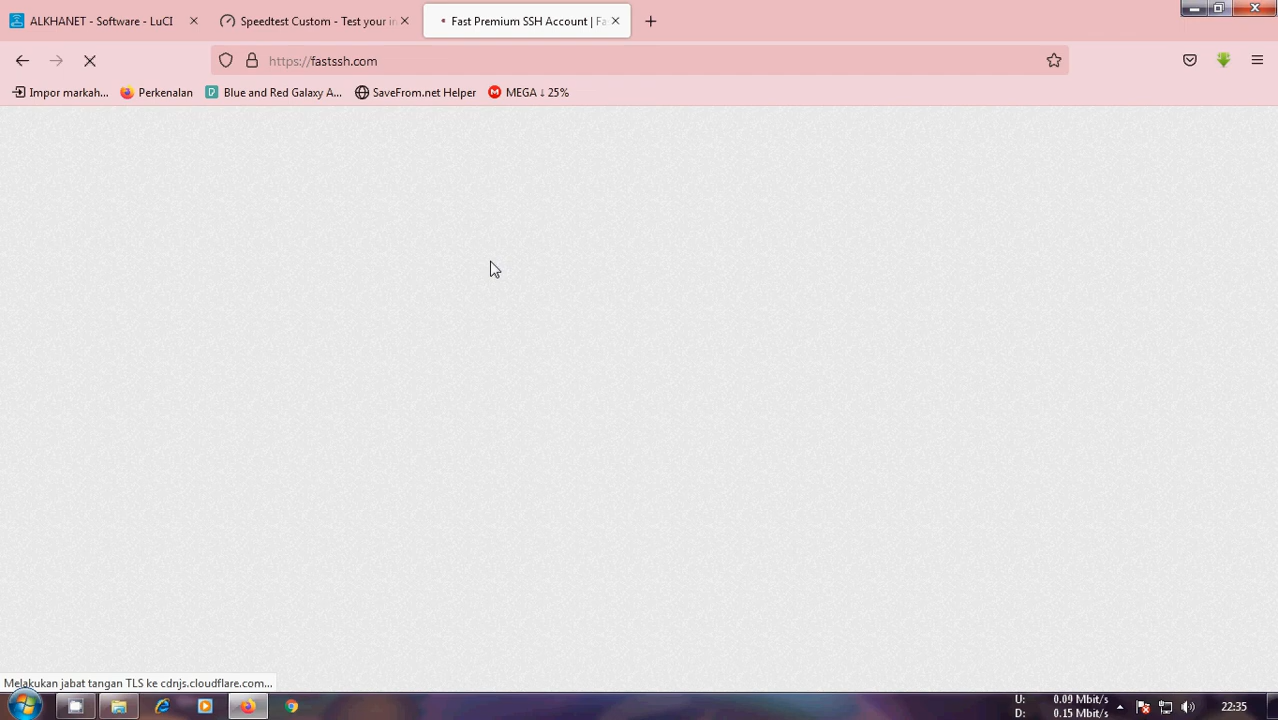 ALKHANET - Software - LuCI
Speedtest Custom - Test your in
Fast Premium SSH Account | Fa
https://fastssh.com
Impor markah...
Perkenalan
Blue and Red Galaxy A...
SaveFrom.net Helper
MEGA ↓ 25%
Melakukan jabat tangan TLS ke cdnjs.cloudflare.com...
U: 0.09 Mbit/s
D: 0.15 Mbit/s
22:35